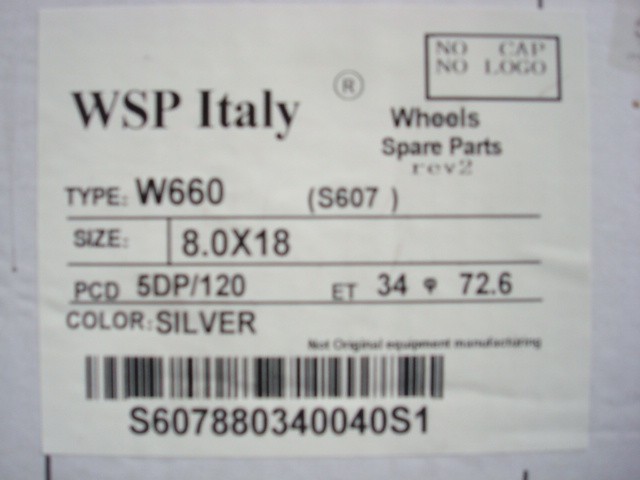 NO CAP
NO LOGO
WSP Italy ®
Wheels
Spare Parts
rev2
TYPE: W660 (S607 )
SIZE: 8.0X18
PCD 5DP/120 ET 34 φ 72.6
COLOR: SILVER
Not Original equipment manufacturing
S607880340040S1